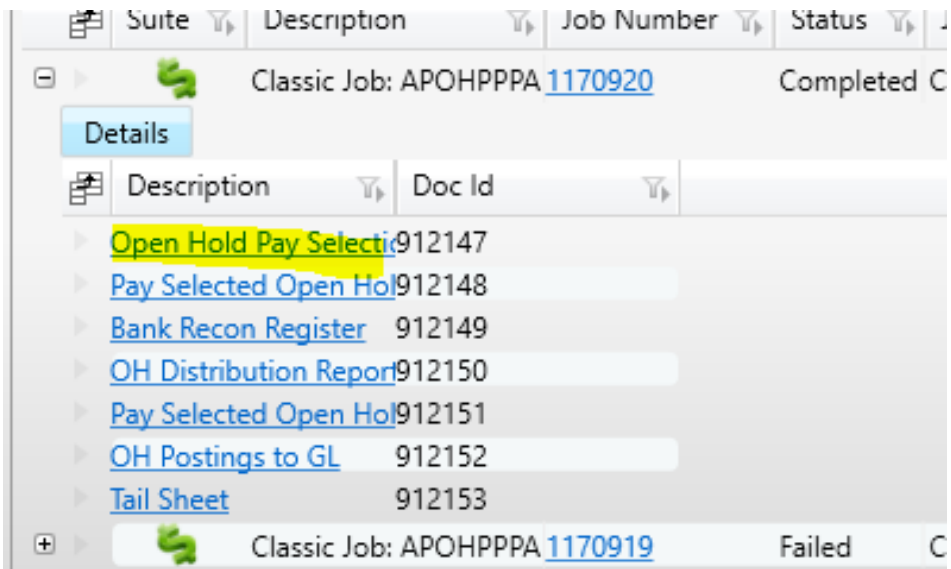 Suite Description Job Number Status
Classic Job: APOHPPPA 1170920 Completed
Details
Description Doc Id
Open Hold Pay Selectio 912147
Pay Selected Open Hol 912148
Bank Recon Register 912149
OH Distribution Report 912150
Pay Selected Open Hol 912151
OH Postings to GL 912152
Tail Sheet 912153
Classic Job: APOHPPPA 1170919 Failed